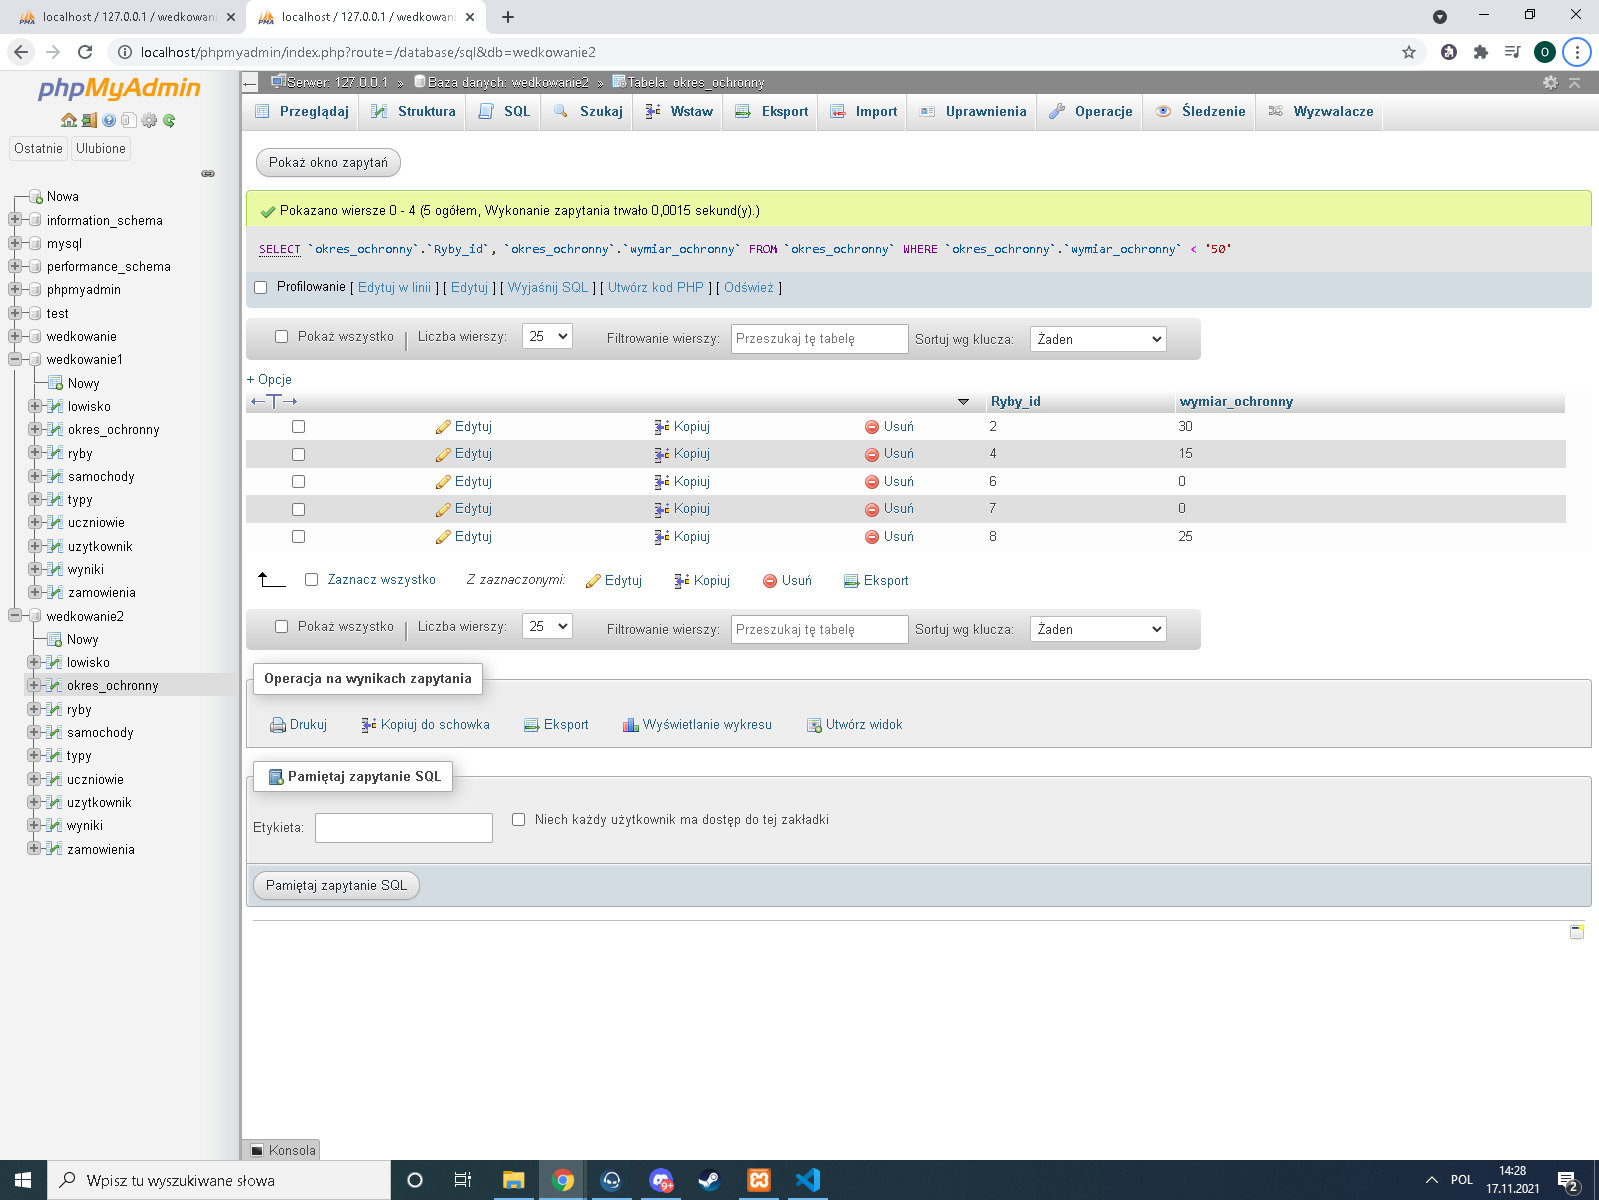 localhost / 127.0.0.1 / wedkowani
localhost / 127.0.0.1 / wedkowani
localhost/phpmyadmin/index.php?route=/database/sql&db=wedkowanie2
O
phpMyAdmin
Ostatnie Ulubione
Nowa
information_schema
mysql
performance_schema
phpmyadmin
test
wedkowanie
wedkowanie1
Nowy
lowisko
okres_ochronny
ryby
samochody
typy
uczniowie
uzytkownik
wyniki
zamowienia
wedkowanie2
Nowy
lowisko
okres_ochronny
ryby
samochody
typy
uczniowie
uzytkownik
wyniki
zamowienia
Serwer: 127.0.0.1 » Baza danych: wedkowanie2 » Tabela: okres_ochronny
Przeglądaj Struktura SQL Szukaj Wstaw Eksport Import Uprawnienia Operacje Śledzenie Wyzwalacze
Pokaż okno zapytań
Pokazano wiersze 0 - 4 (5 ogółem, Wykonanie zapytania trwało 0,0015 sekund(y).)
SELECT `okres_ochronny`.`Ryby_id`, `okres_ochronny`.`wymiar_ochronny` FROM `okres_ochronny` WHERE `okres_ochronny`.`wymiar_ochronny` < '50'
Profilowanie [ Edytuj w linii ] [ Edytuj ] [ Wyjaśnij SQL ] [ Utwórz kod PHP ] [ Odśwież ]
Pokaż wszystko | Liczba wierszy: 25 Filtrowanie wierszy: Przeszukaj tę tabelę Sortuj wg klucza: Żaden
+ Opcje
←T→ Ryby_id wymiar_ochronny
Edytuj Kopiuj Usuń 2 30
Edytuj Kopiuj Usuń 4 15
Edytuj Kopiuj Usuń 6 0
Edytuj Kopiuj Usuń 7 0
Edytuj Kopiuj Usuń 8 25
Zaznacz wszystko Z zaznaczonymi: Edytuj Kopiuj Usuń Eksport
Pokaż wszystko | Liczba wierszy: 25 Filtrowanie wierszy: Przeszukaj tę tabelę Sortuj wg klucza: Żaden
Operacja na wynikach zapytania
Drukuj Kopiuj do schowka Eksport Wyświetlanie wykresu Utwórz widok
Pamiętaj zapytanie SQL
Etykieta: Niech każdy użytkownik ma dostęp do tej zakładki
Pamiętaj zapytanie SQL
Konsola
Wpisz tu wyszukiwane słowa
9+
POL
14:28
17.11.2021
2